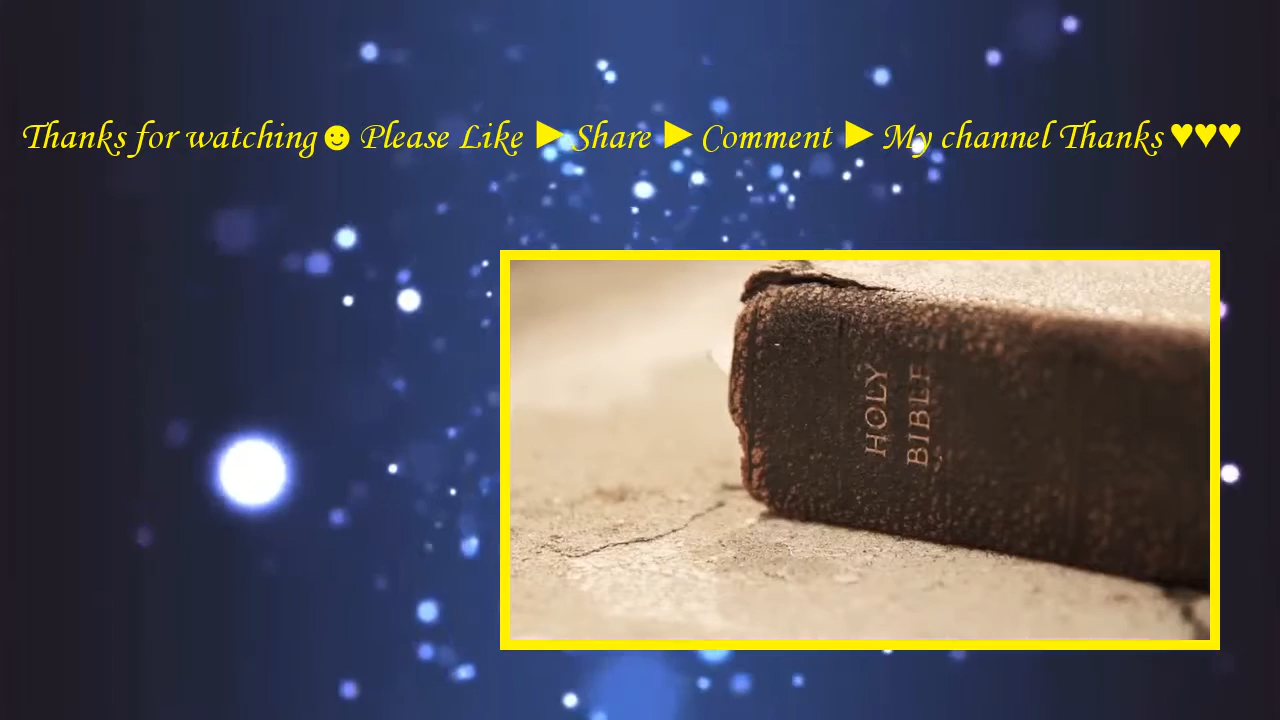 Thanks for watching☻Please Like ►Share ►Comment ►My channel Thanks♥♥♥
HOLY
BIBLE